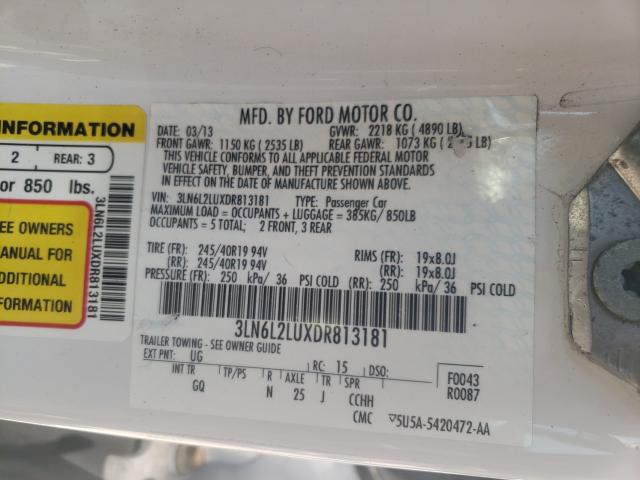 INFORMATION
2
REAR: 3
or 850 lbs.
EE OWNERS
ANUAL FOR
DDITIONAL
FORMATION
3LN6L2LUXDR813181
MFD. BY FORD MOTOR CO.
03/13
GVWR: 2218 KG (4890 LB)
FRONT GAWR: 1150 KG (2535 LB)
REAR GAWR: 1073 KG ( LB)
THIS VEHICLE CONFORMS TO ALL APPLICABLE FEDERAL MOTOR
VEHICLE SAFETY, BUMPER, AND THEFT PREVENTION STANDARDS
IN EFFECT ON THE DATE OF MANUFACTURE SHOWN ABOVE.
VIN: 3LN6L2LUXDR813181 TYPE: Passenger Car
MAXIMUM LOAD = OCCUPANTS + LUGGAGE = 385KG/850LB
OCCUPANTS = 5 TOTAL; 2 FRONT, 3 REAR
TIRE (FR): 245/40R19 94V RIMS (FR): 19x8.0J
(RR): 245/40R19 94V (RR): 19x8.0J
PRESSURE (FR): 250 kPa/ 36 PSI COLD (RR): 250 kPa/ 36 PSI COLD
3LN6L2LUXDR813181
TRAILER TOWING - SEE OWNER GUIDE
EXT PNT: UG RC: 15 DSO:
F0043
R0087
INT TR TP/PS R AXLE TR SPR
GQ N 25 J CCHH
CMC ▽5U5A-5420472-AA